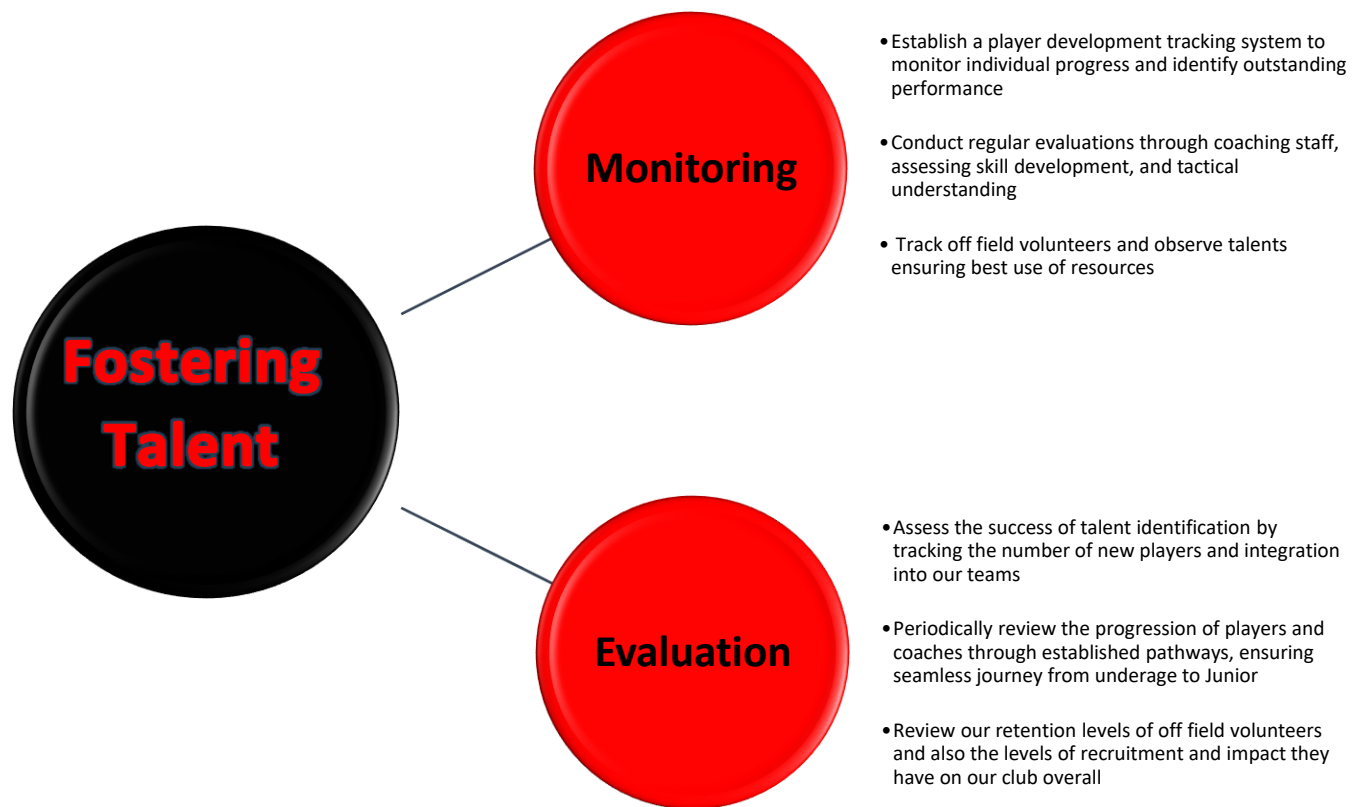 Fostering
Talent
Monitoring
•Establish a player development tracking system to
monitor individual progress and identify outstanding
performance
•Conduct regular evaluations through coaching staff,
assessing skill development, and tactical
understanding
• Track off field volunteers and observe talents
ensuring best use of resources
Evaluation
•Assess the success of talent identification by
tracking the number of new players and integration
into our teams
•Periodically review the progression of players and
coaches through established pathways, ensuring
seamless journey from underage to Junior
•Review our retention levels of off field volunteers
and also the levels of recruitment and impact they
have on our club overall